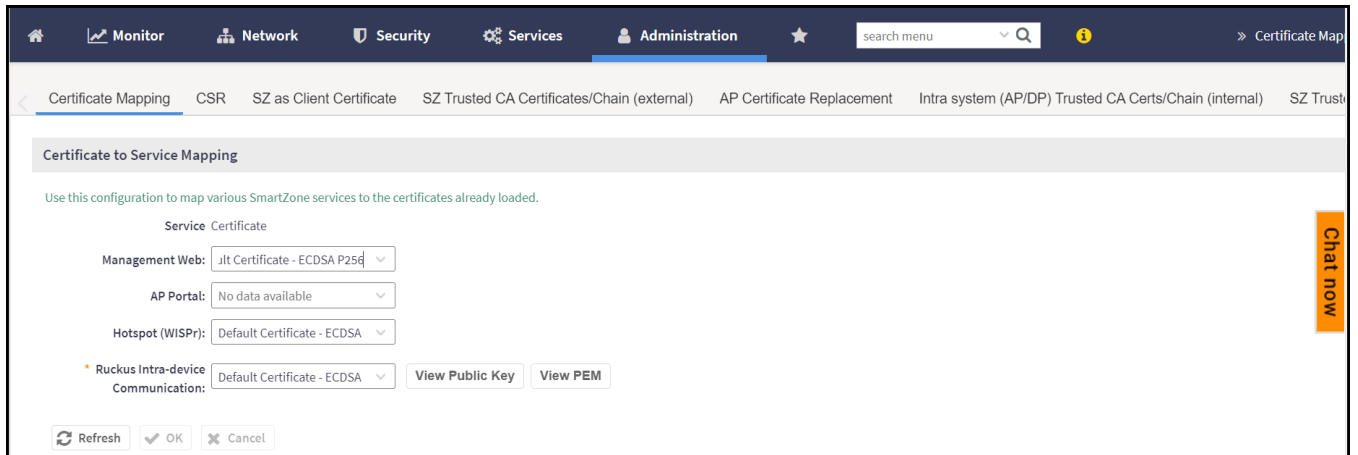 Monitor Network Security Services Administration search menu » Certificate Map
Certificate Mapping CSR SZ as Client Certificate SZ Trusted CA Certificates/Chain (external) AP Certificate Replacement Intra system (AP/DP) Trusted CA Certs/Chain (internal) SZ Trust
Certificate to Service Mapping
Use this configuration to map various SmartZone services to the certificates already loaded.
Service Certificate
Management Web: ult Certificate - ECDSA P256
AP Portal: No data available
Hotspot (WISPr): Default Certificate - ECDSA
* Ruckus Intra-device
Communication: Default Certificate - ECDSA View Public Key View PEM
Refresh OK Cancel
Chat now